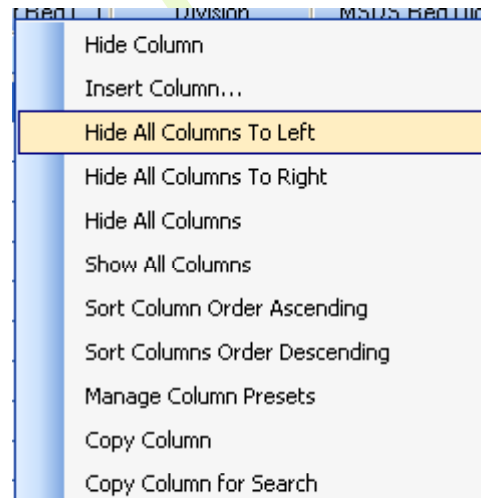 Division MSDS
Hide Column
Insert Column...
Hide All Columns To Left
Hide All Columns To Right
Hide All Columns
Show All Columns
Sort Column Order Ascending
Sort Columns Order Descending
Manage Column Presets
Copy Column
Copy Column for Search